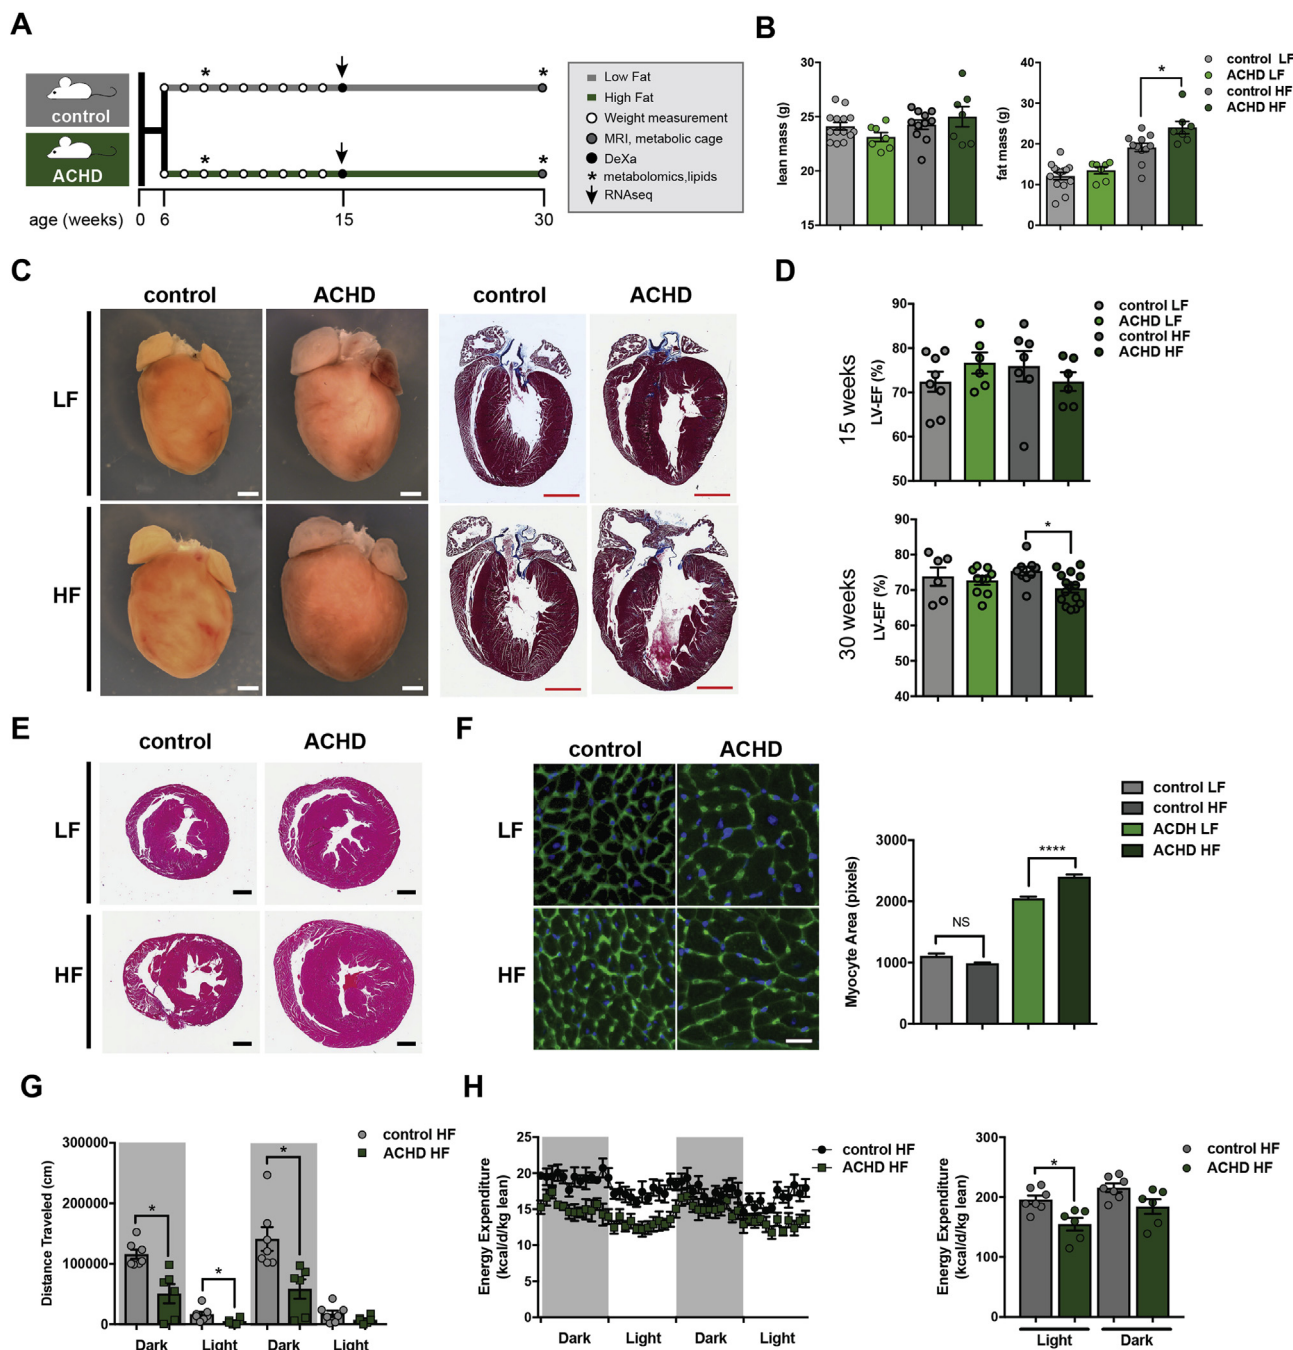 A
control
ACHD
age (weeks)
0
6
15
30
*
*
*
*
Low Fat
High Fat
Weight measurement
MRI, metabolic cage
DeXa
* metabolomics,lipids
RNAseq
B
lean mass (g)
30
25
20
15
fat mass (g)
40
30
20
10
0
*
control LF
ACHD LF
control HF
ACHD HF
C
control
ACHD
control
ACHD
LF
HF
D
15 weeks
LV-EF (%)
90
80
70
60
50
control LF
ACHD LF
control HF
ACHD HF
30 weeks
LV-EF (%)
90
80
70
60
50
40
*
E
control
ACHD
LF
HF
F
control
ACHD
LF
HF
Myocyte Area (pixels)
3000
2000
1000
0
NS
****
control LF
control HF
ACDH LF
ACHD HF
G
Distance Traveled (cm)
300000
200000
100000
0
*
*
*
Dark
Light
Dark
Light
control HF
ACHD HF
H
Energy Expenditure
(kcal/d/kg lean)
25
20
15
10
5
0
Dark
Light
Dark
Light
control HF
ACHD HF
Energy Expenditure
(kcal/d/kg lean)
300
200
100
0
*
Light
Dark
control HF
ACHD HF